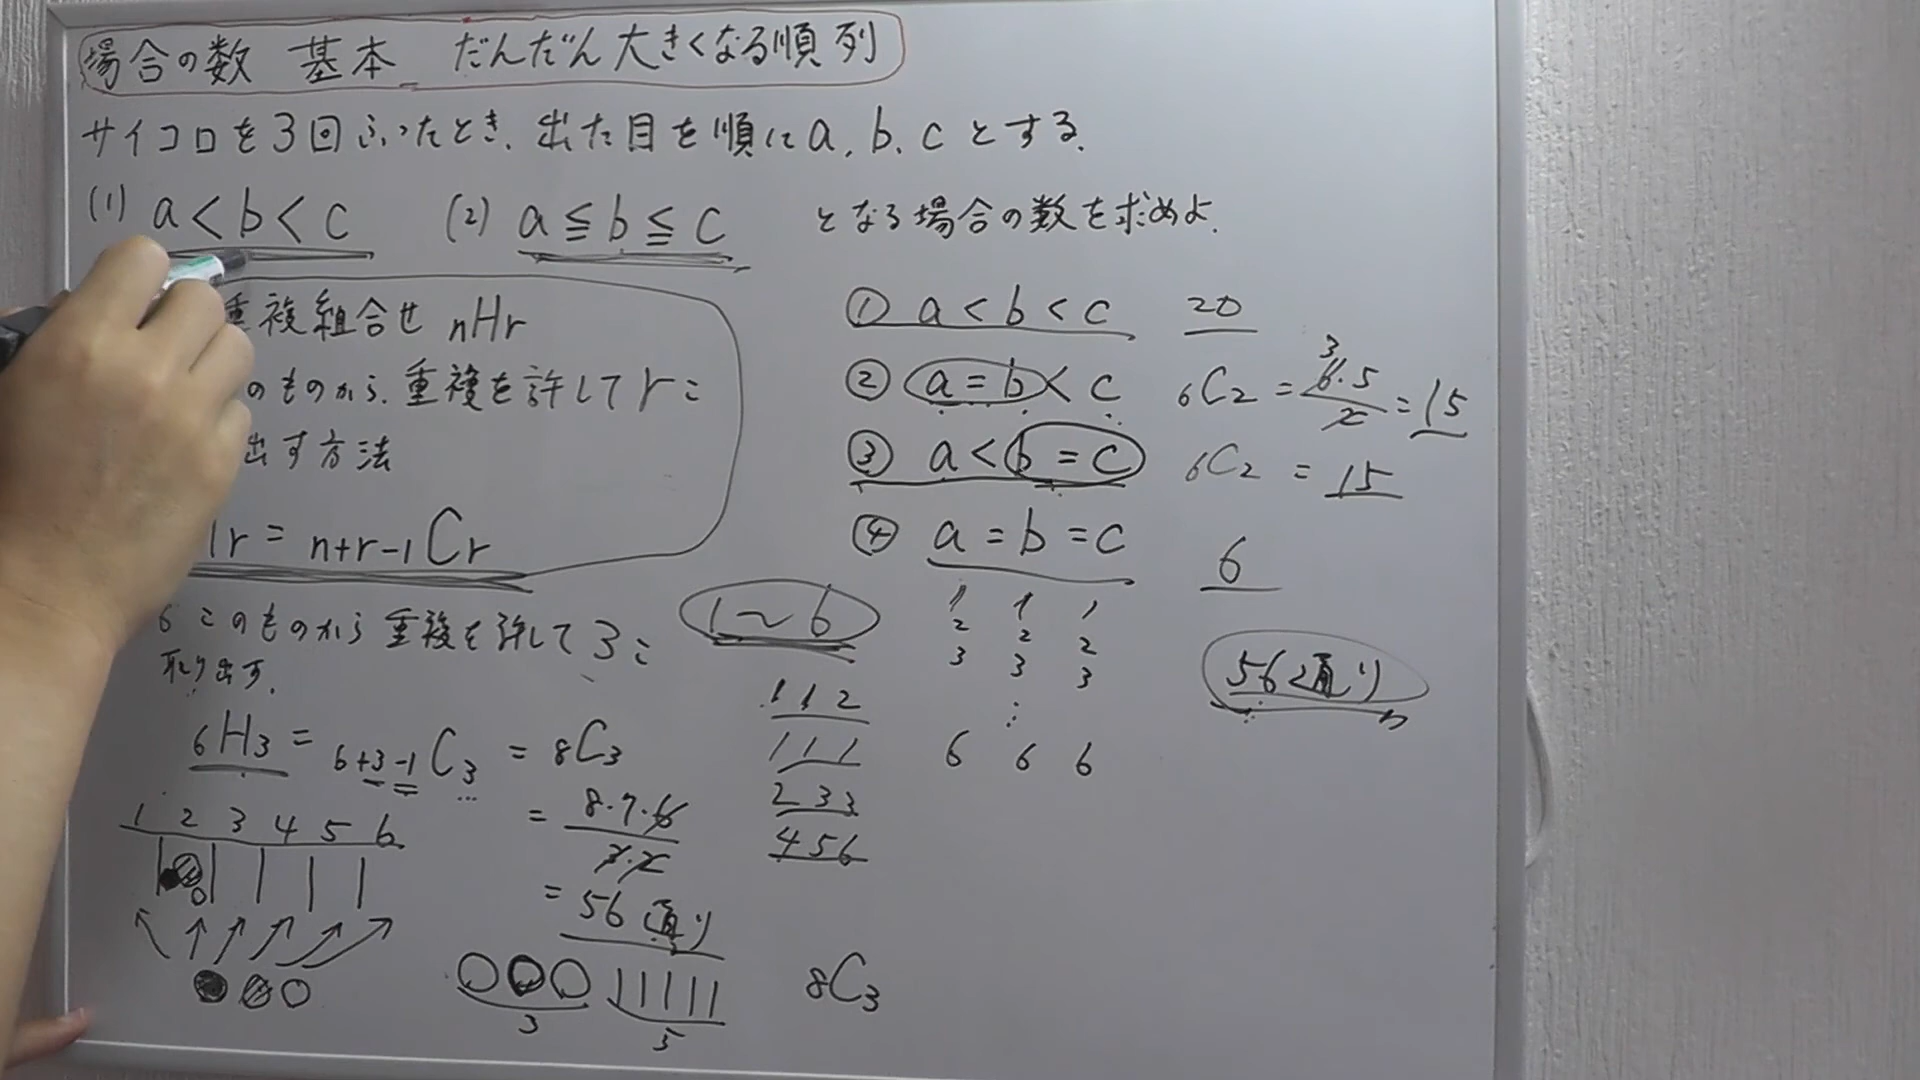 場合の数 基本 だんだん大きくなる順列
サイコロを3回ふったとき、出た目を順にa、b、cとする。
(1) a<b<c (2) a≦b≦c となる場合の数を求めよ。
重複組合せ nHr
のものから、重複を許してrこ
出す方法
r = n+r-1Cr
6このものから重複を許して3こ
取り出す。
6H3 = 6+3-1C3 = 8C3
= 8・7・6 / 3・2
= 56通り
1 2 3 4 5 6
3 5
8C3
1~6
1 1 2
1 1 1
2 3 3
4 5 6
① a<b<c 20
② a=b<c 6C2 = 6・5 / 2 = 15
3
③ a<b=c 6C2 = 15
④ a=b=c 6
1 1 1
2 2 2
3 3 3
⋮
6 6 6
56通り